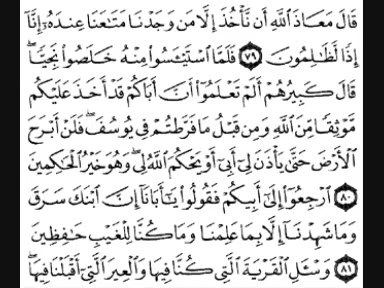 قَالَ مَعَاذَ ٱللَّهِ أَن نَّأْخُذَ إِلَّا مَن وَجَدْنَا مَتَٰعَنَا عِندَهُۥٓ إِنَّآ
إِذًا لَّظَٰلِمُونَ ٧٩ فَلَمَّا ٱسْتَيْـَٔسُوا۟ مِنْهُ خَلَصُوا۟ نَجِيًّا ۖ
قَالَ كَبِيرُهُمْ أَلَمْ تَعْلَمُوٓا۟ أَنَّ أَبَاكُمْ قَدْ أَخَذَ عَلَيْكُم
مَّوْثِقًا مِّنَ ٱللَّهِ وَمِن قَبْلُ مَا فَرَّطتُمْ فِى يُوسُفَ ۖ فَلَنْ أَبْرَحَ
ٱلْأَرْضَ حَتَّىٰ يَأْذَنَ لِىٓ أَبِىٓ أَوْ يَحْكُمَ ٱللَّهُ لِى ۖ وَهُوَ خَيْرُ ٱلْحَٰكِمِينَ
٨٠ ٱرْجِعُوٓا۟ إِلَىٰٓ أَبِيكُمْ فَقُولُوا۟ يَٰٓأَبَانَآ إِنَّ ٱبْنَكَ سَرَقَ
وَمَا شَهِدْنَآ إِلَّا بِمَا عَلِمْنَا وَمَا كُنَّا لِلْغَيْبِ حَٰفِظِينَ
٨١ وَسْـَٔلِ ٱلْقَرْيَةَ ٱلَّتِى كُنَّا فِيهَا وَٱلْعِيرَ ٱلَّتِىٓ أَقْبَلْنَا فِيهَا ۖ